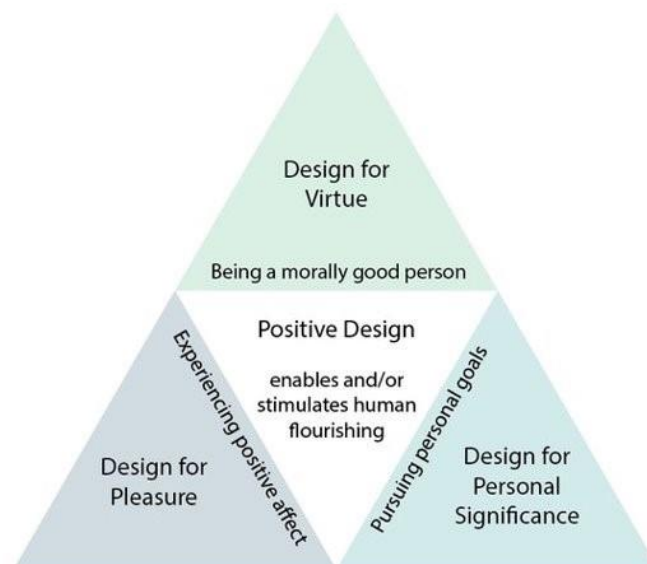 Design for
Virtue
Being a morally good person
Positive Design
enables and/or
stimulates human
flourishing
Experiencing positive affect
Pursuing personal goals
Design for
Pleasure
Design for
Personal
Significance